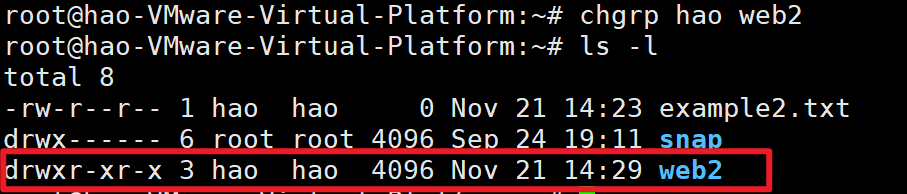 root@hao-VMware-Virtual-Platform:~# chgrp hao web2
root@hao-VMware-Virtual-Platform:~# ls -l
total 8
-rw-r--r-- 1 hao  hao     0 Nov 21 14:23 example2.txt
drwx------ 6 root root 4096 Sep 24 19:11 snap
drwxr-xr-x 3 hao  hao  4096 Nov 21 14:29 web2